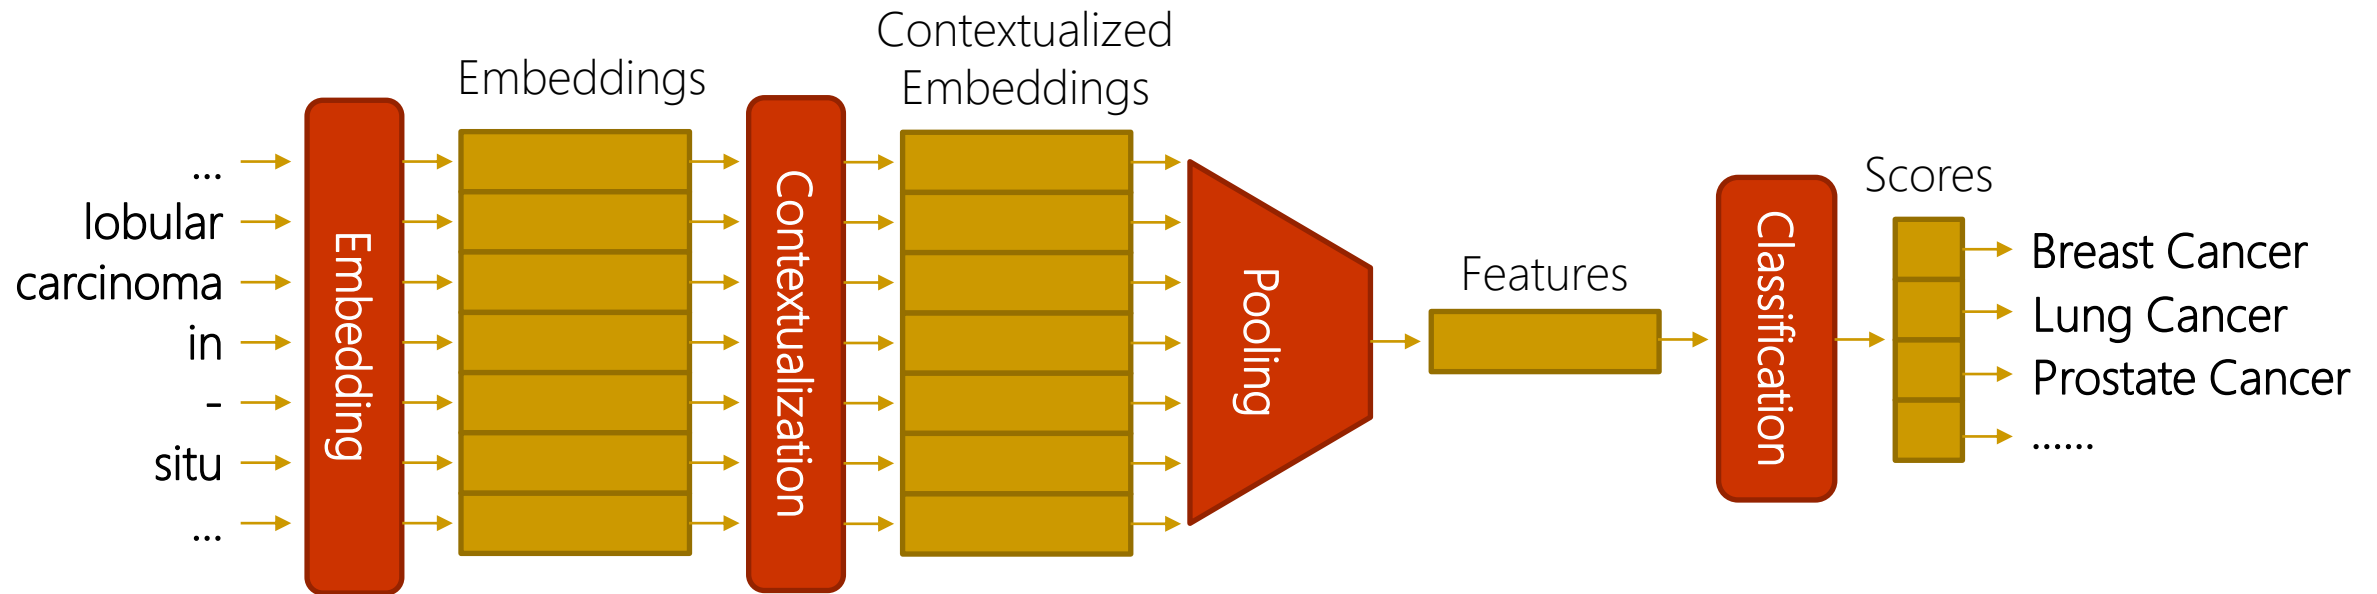 ...
lobular
carcinoma
in
-
situ
...
Embedding
Embeddings
Contextualization
Contextualized
Embeddings
Pooling
Features
Classification
Scores
Breast Cancer
Lung Cancer
Prostate Cancer
......